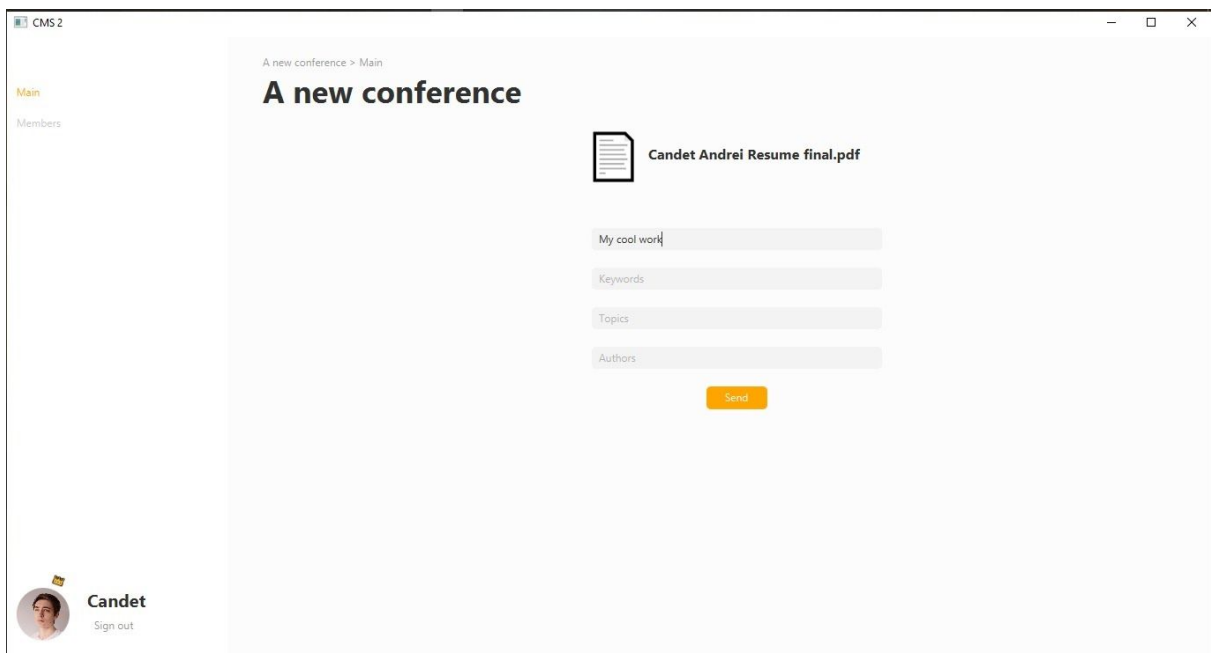 CMS 2
A new conference > Main
A new conference
Main
Members
Candet Andrei Resume final.pdf
My cool work
Keywords
Topics
Authors
Send
Candet
Sign out